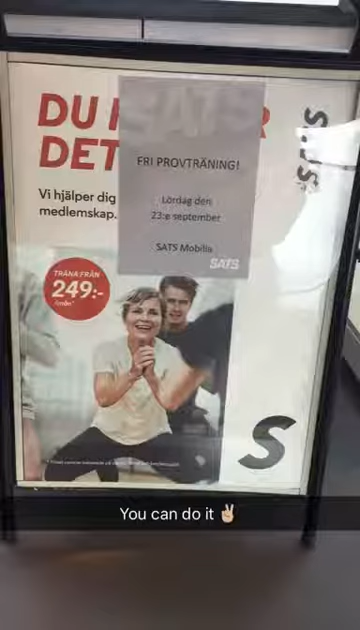 DU
DET
SATS
FRI PROVTRÄNING!
Lördag den
23:e september
SATS Mobilia
SATS
Vi hjälper dig
medlemskap.
TRÄNA FRÅN
249:-
SATS
S
You can do it ✌🏼